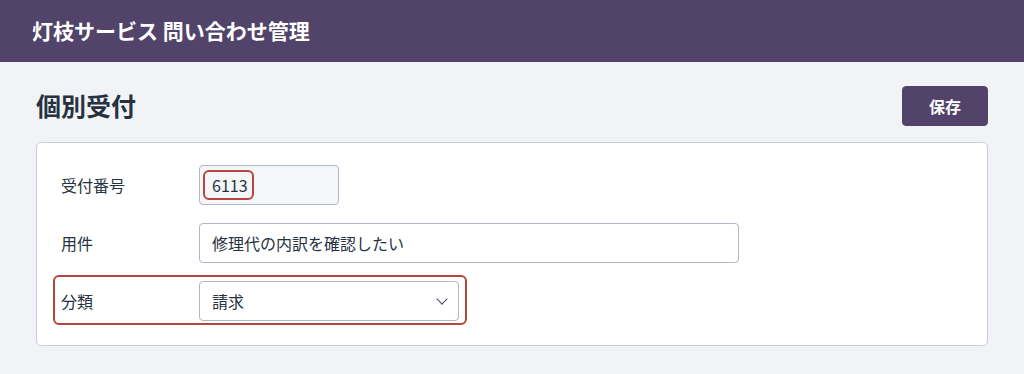 灯枝サービス 問い合わせ管理
個別受付
保存
受付番号 6113
用件 修理代の内訳を確認したい
分類 請求